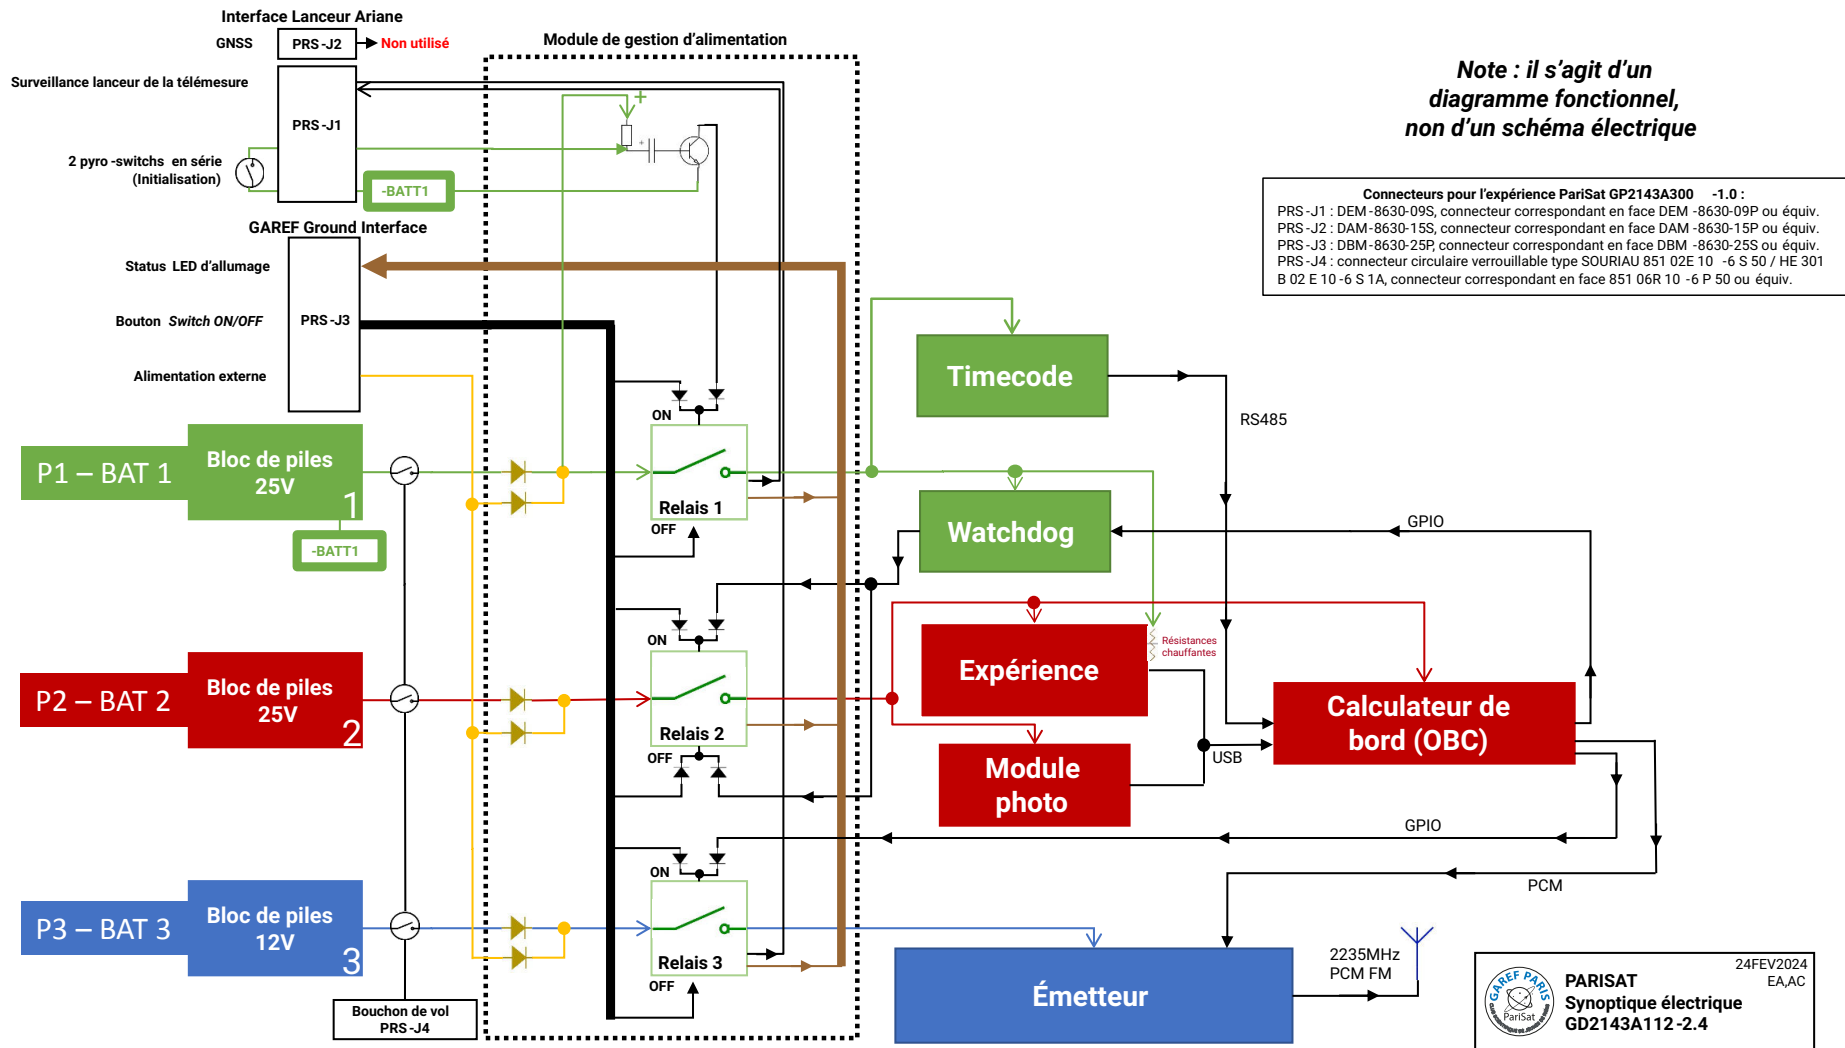 Interface Lanceur Ariane
GNSS
PRS-J2
Non utilisé
Surveillance lanceur de la télémesure
PRS-J1
2 pyro-switchs en série
(Initialisation)
-BATT1
+
+
Module de gestion d'alimentation
Note : il s'agit d'un
diagramme fonctionnel,
non d'un schéma électrique
Connecteurs pour l'expérience PariSat GP2143A300 -1.0 :
PRS-J1 : DEM-8630-09S, connecteur correspondant en face DEM -8630-09P ou équiv.
PRS-J2 : DAM-8630-15S, connecteur correspondant en face DAM -8630-15P ou équiv.
PRS-J3 : DBM-8630-25P, connecteur correspondant en face DBM -8630-25S ou équiv.
PRS-J4 : connecteur circulaire verrouillable type SOURIAU 851 02E 10 -6 S 50 / HE 301
B 02 E 10-6 S 1A, connecteur correspondant en face 851 06R 10 -6 P 50 ou équiv.
GAREF Ground Interface
Status LED d'allumage
Bouton Switch ON/OFF
PRS-J3
Alimentation externe
P1 – BAT 1
Bloc de piles
25V
1
-BATT1
ON
Relais 1
OFF
Timecode
RS485
Watchdog
GPIO
P2 – BAT 2
Bloc de piles
25V
2
ON
Relais 2
OFF
Expérience
Résistances
chauffantes
Module
photo
USB
Calculateur de
bord (OBC)
GPIO
PCM
P3 – BAT 3
Bloc de piles
12V
3
ON
Relais 3
OFF
Bouchon de vol
PRS-J4
Émetteur
2235MHz
PCM FM
24FEV2024
EA,AC
GAREF PARIS
PariSat
PARISAT
Synoptique électrique
GD2143A112-2.4